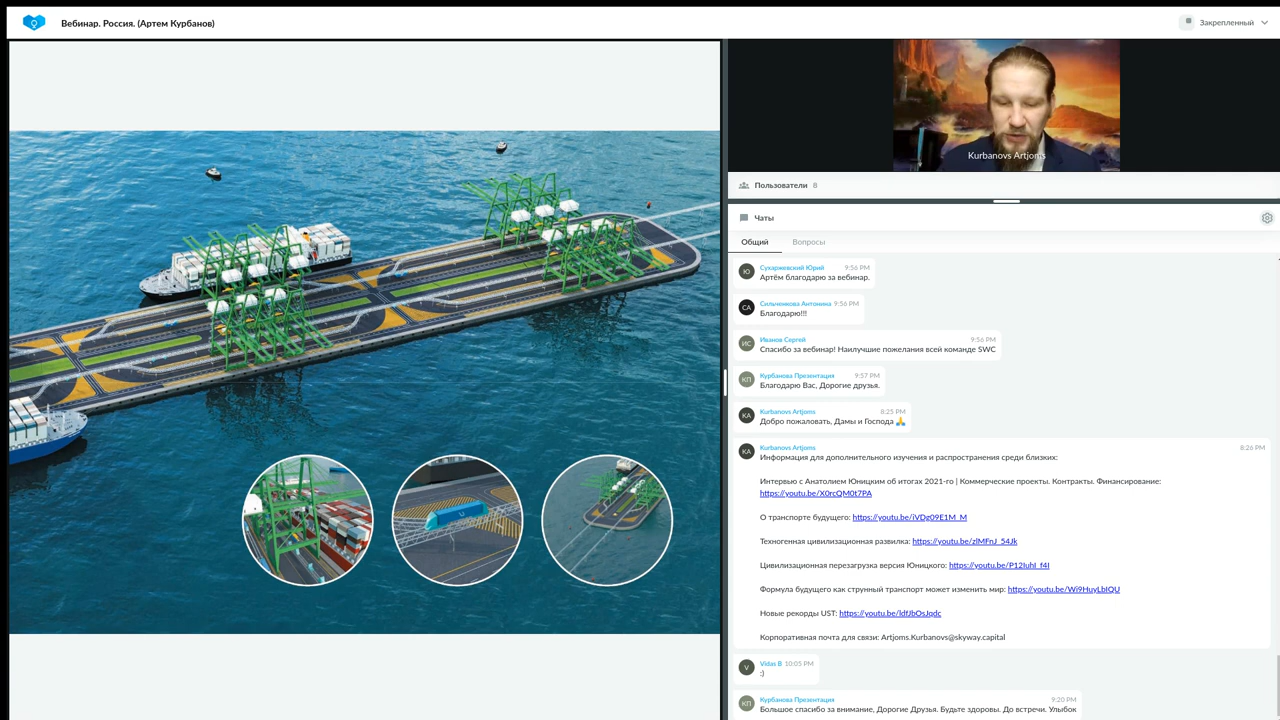 Вебинар. Россия. (Артем Курбанов)
Закрепленный
Kurbanovs Artjoms
Пользователи 8
Чаты
Общий Вопросы
Ю
Сухаржевский Юрий 9:56 PM
Артём благодарю за вебинар.
СА
Сильченкова Антонина 9:56 PM
Благодарю!!!
ИС
Иванов Сергей 9:56 PM
Спасибо за вебинар! Наилучшие пожелания всей команде SWC
КП
Курбанова Презентация 9:57 PM
Благодарю Вас, Дорогие друзья.
KA
Kurbanovs Artjoms 8:25 PM
Добро пожаловать, Дамы и Господа 🙏
KA
Kurbanovs Artjoms 8:26 PM
Информация для дополнительного изучения и распространения среди близких:
Интервью с Анатолием Юницким об итогах 2021-го | Коммерческие проекты. Контракты. Финансирование:
https://youtu.be/X0rcQM0t7PA
О транспорте будущего: https://youtu.be/iVDg09E1M_M
Техногенная цивилизационная развилка: https://youtu.be/zlMFnJ_54Jk
Цивилизационная перезагрузка версия Юницкого: https://youtu.be/P12IuhI_f4I
Формула будущего как струнный транспорт может изменить мир: https://youtu.be/Wi9HuyLbIQU
Новые рекорды UST: https://youtu.be/ldfJbOsJqdc
Корпоративная почта для связи: Artjoms.Kurbanovs@skyway.capital
V
Vidas B 10:05 PM
:)
КП
Курбанова Презентация 9:20 PM
Большое спасибо за внимание, Дорогие Друзья. Будьте здоровы. До встречи. Улыбок